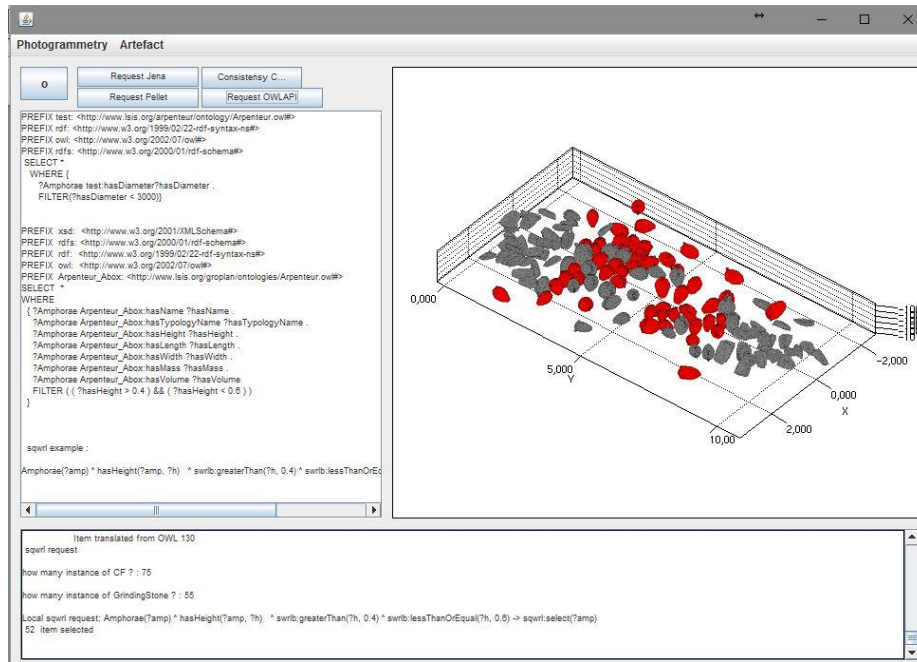 Photogrammetry Artefact
o
Request Jena
Consistensy C...
Request Pellet
Request OWLAPI
PREFIX test: <http://www.lsis.org/arpenteur/ontology/Arpenteur.owl#>
PREFIX rdf: <http://www.w3.org/1999/02/22-rdf-syntax-ns#>
PREFIX owl: <http://www.w3.org/2002/07/owl#>
PREFIX rdfs: <http://www.w3.org/2000/01/rdf-schema#>
SELECT *
WHERE {
?Amphorae test:hasDiameter?hasDiameter .
FILTER(?hasDiameter < 3000)}
PREFIX xsd: <http://www.w3.org/2001/XMLSchema#>
PREFIX rdfs: <http://www.w3.org/2000/01/rdf-schema#>
PREFIX rdf: <http://www.w3.org/1999/02/22-rdf-syntax-ns#>
PREFIX owl: <http://www.w3.org/2002/07/owl#>
PREFIX Arpenteur_Abox: <http://www.lsis.org/groplan/ontologies/Arpenteur.owl#>
SELECT *
WHERE
{ ?Amphorae Arpenteur_Abox:hasName ?hasName .
?Amphorae Arpenteur_Abox:hasTypologyName ?hasTypologyName .
?Amphorae Arpenteur_Abox:hasHeight ?hasHeight .
?Amphorae Arpenteur_Abox:hasLength ?hasLength .
?Amphorae Arpenteur_Abox:hasWidth ?hasWidth .
?Amphorae Arpenteur_Abox:hasMass ?hasMass .
?Amphorae Arpenteur_Abox:hasVolume ?hasVolume
FILTER ( ( ?hasHeight > 0.4 ) && ( ?hasHeight < 0.6 ) )
}
sqwrl example :
Amphorae(?amp) ^ hasHeight(?amp, ?h) ^ swrlb:greaterThan(?h, 0.4) ^ swrlb:lessThanOrEq
0,000
5,000
Y
10,00
2,000
X
0,000
−2,000
Item translated from OWL 130
sqwrl request
how many instance of CF ? : 75
how many instance of GrindingStone ? : 55
Local sqwrl request: Amphorae(?amp) ^ hasHeight(?amp, ?h) ^ swrlb:greaterThan(?h, 0.4) ^ swrlb:lessThanOrEqual(?h, 0.6) -> sqwrl:select(?amp)
52 item selected